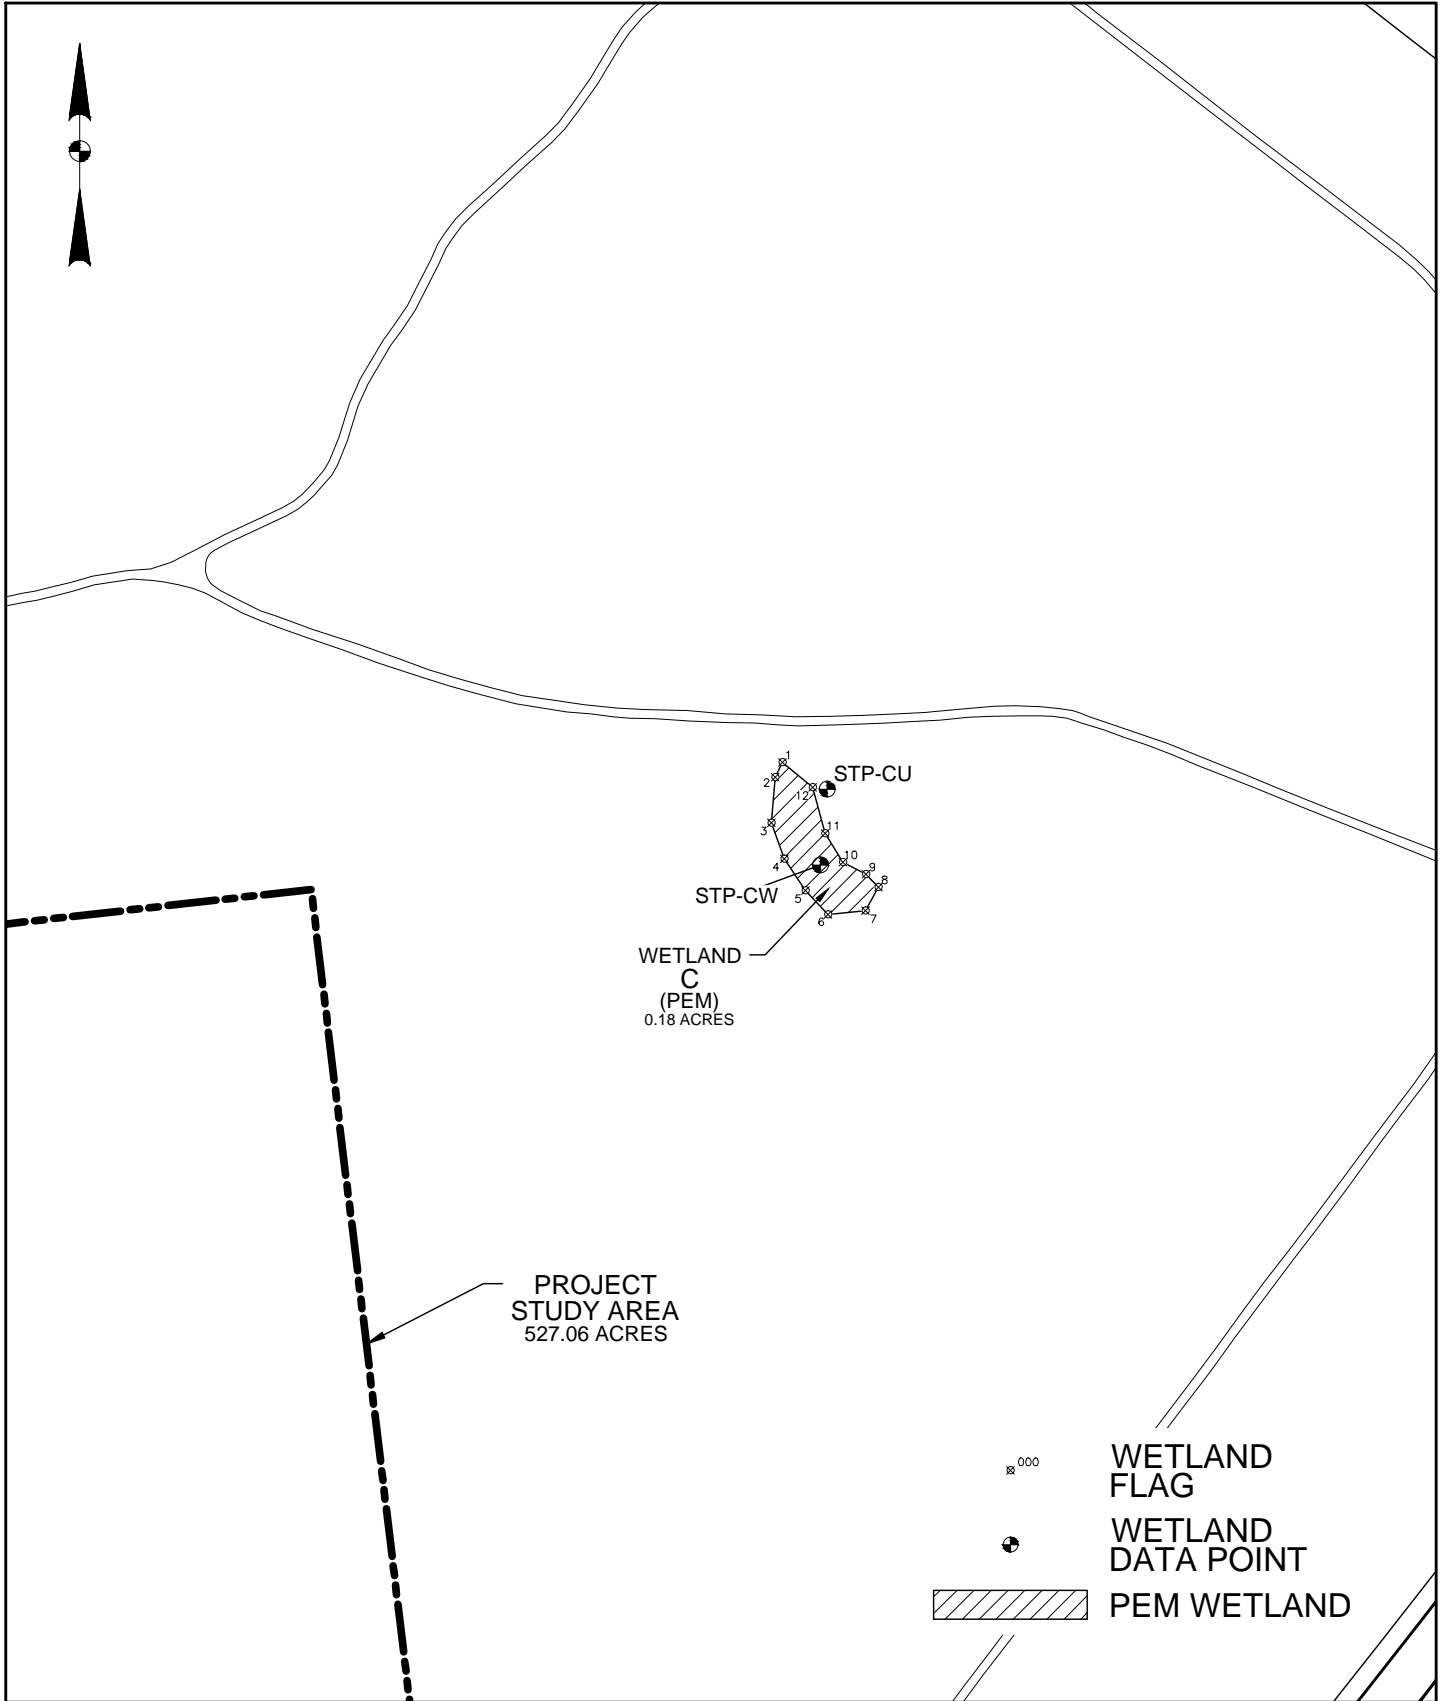 1
2
STP-CU
12
3
11
4
10
9
8
STP-CW
5
7
6
WETLAND
C
(PEM)
0.18 ACRES
PROJECT
STUDY AREA
527.06 ACRES
000
WETLAND
FLAG
WETLAND
DATA POINT
PEM WETLAND